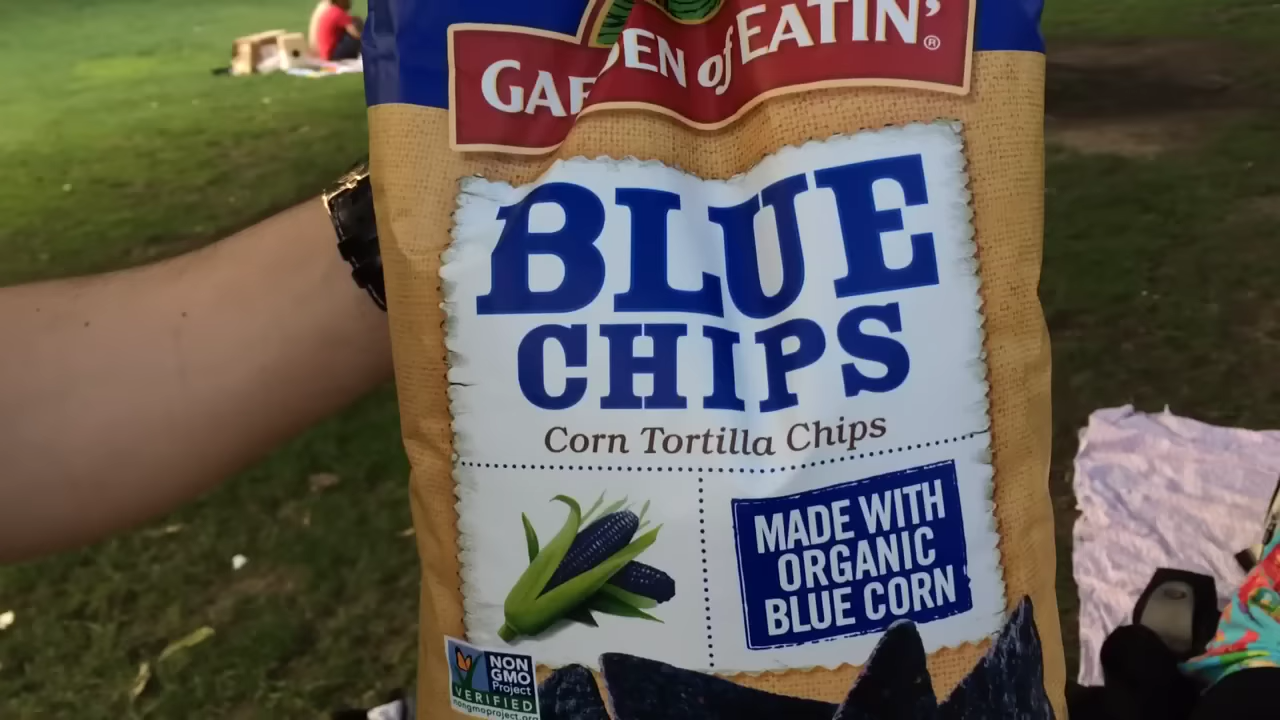 GARDEN of EATIN'®
BLUE
CHIPS
Corn Tortilla Chips
MADE WITH
ORGANIC
BLUE CORN
NON
GMO
Project
VERIFIED
nongmoproject.org